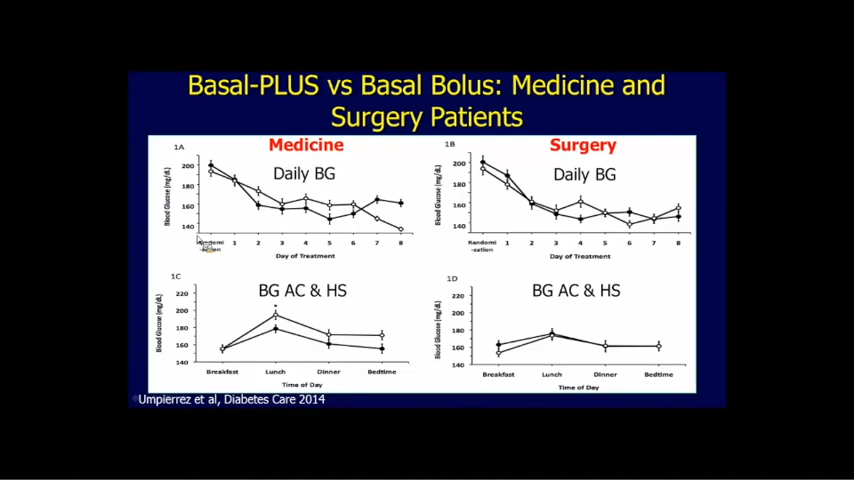 Basal-PLUS vs Basal Bolus: Medicine and
Surgery Patients
1A
Medicine
Daily BG
Blood Glucose (mg/dL)
200
180
160
140
Randomi
-zation
1 2 3 4 5 6 7 8
Day of Treatment
1B
Surgery
Daily BG
Blood Glucose (mg/dL)
200
180
160
140
Randomi
-zation
1 2 3 4 5 6 7 8
Day of Treatment
1C
BG AC & HS
Blood Glucose (mg/dL)
220
200
180
160
140
*
Breakfast Lunch Dinner Bedtime
Time of Day
1D
BG AC & HS
Blood Glucose (mg/dL)
220
200
180
160
140
Breakfast Lunch Dinner Bedtime
Time of Day
Umpierrez et al, Diabetes Care 2014